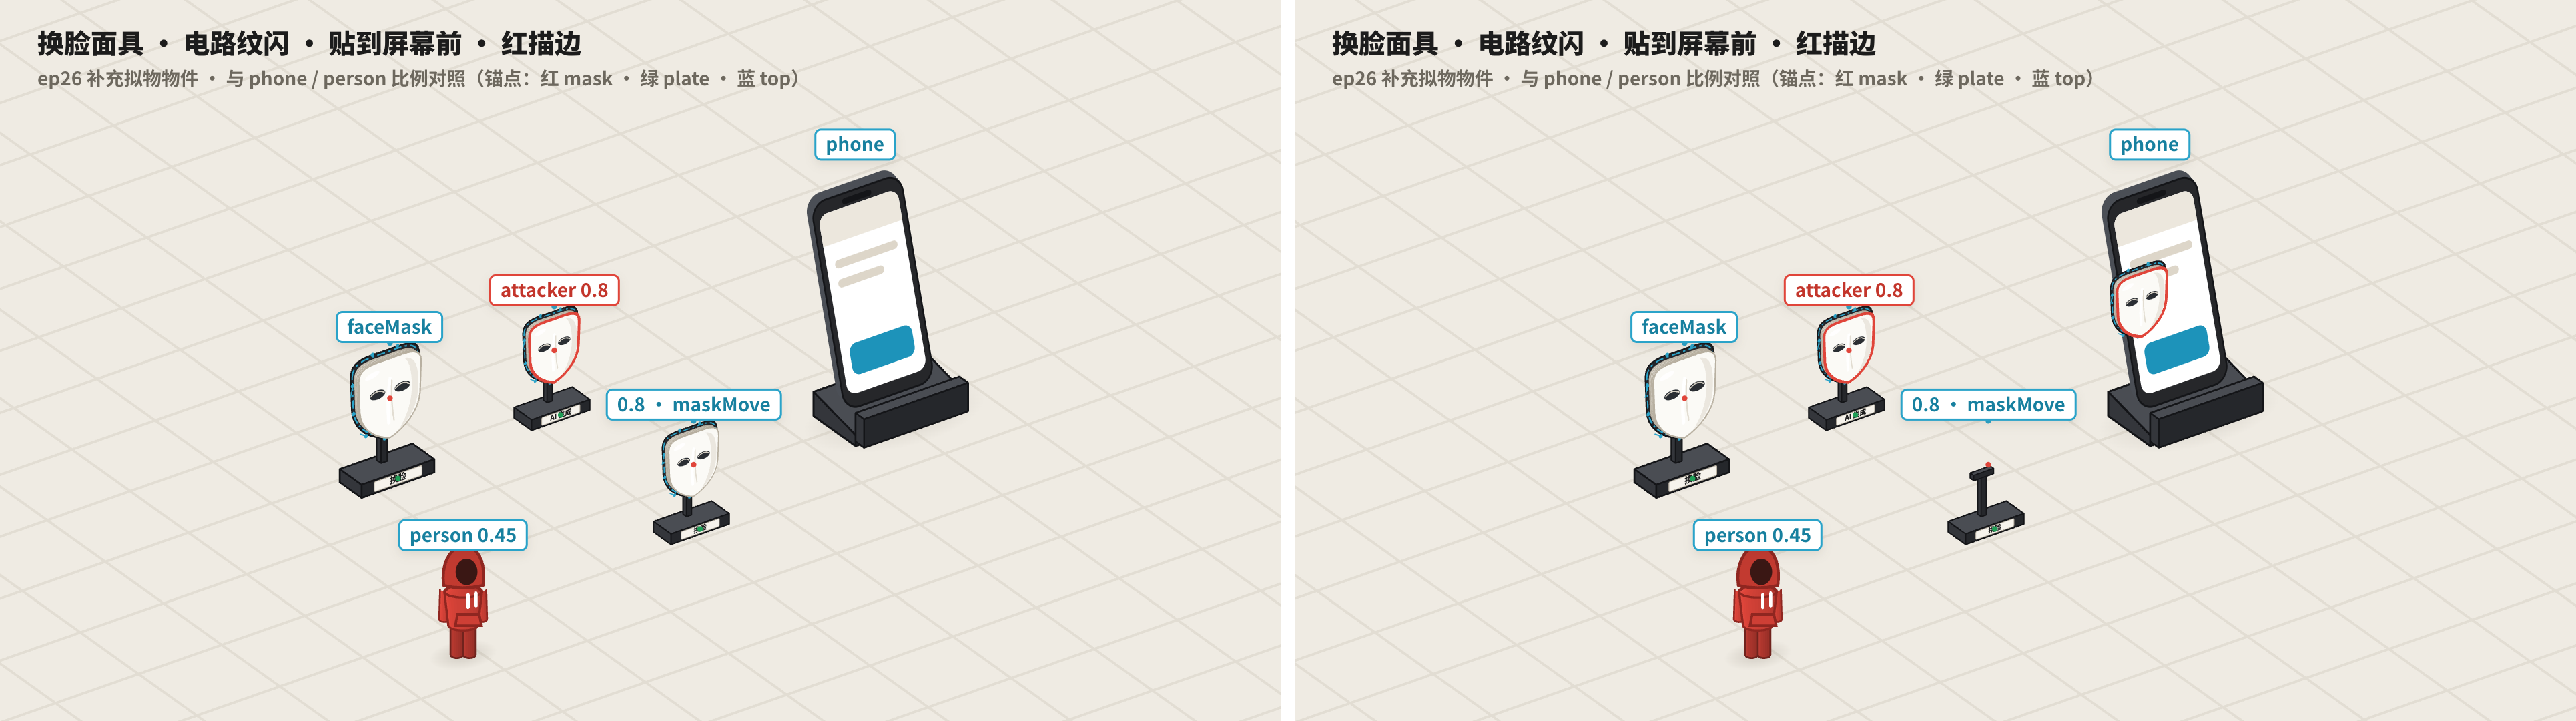 换脸面具 · 电路纹闪 · 贴到屏幕前 · 红描边
ep26 补充拟物物件 · 与 phone / person 比例对照（锚点：红 mask · 绿 plate · 蓝 top）
phone
attacker 0.8
faceMask
0.8 · maskMove
person 0.45
换脸面具 · 电路纹闪 · 贴到屏幕前 · 红描边
ep26 补充拟物物件 · 与 phone / person 比例对照（锚点：红 mask · 绿 plate · 蓝 top）
phone
attacker 0.8
faceMask
0.8 · maskMove
person 0.45